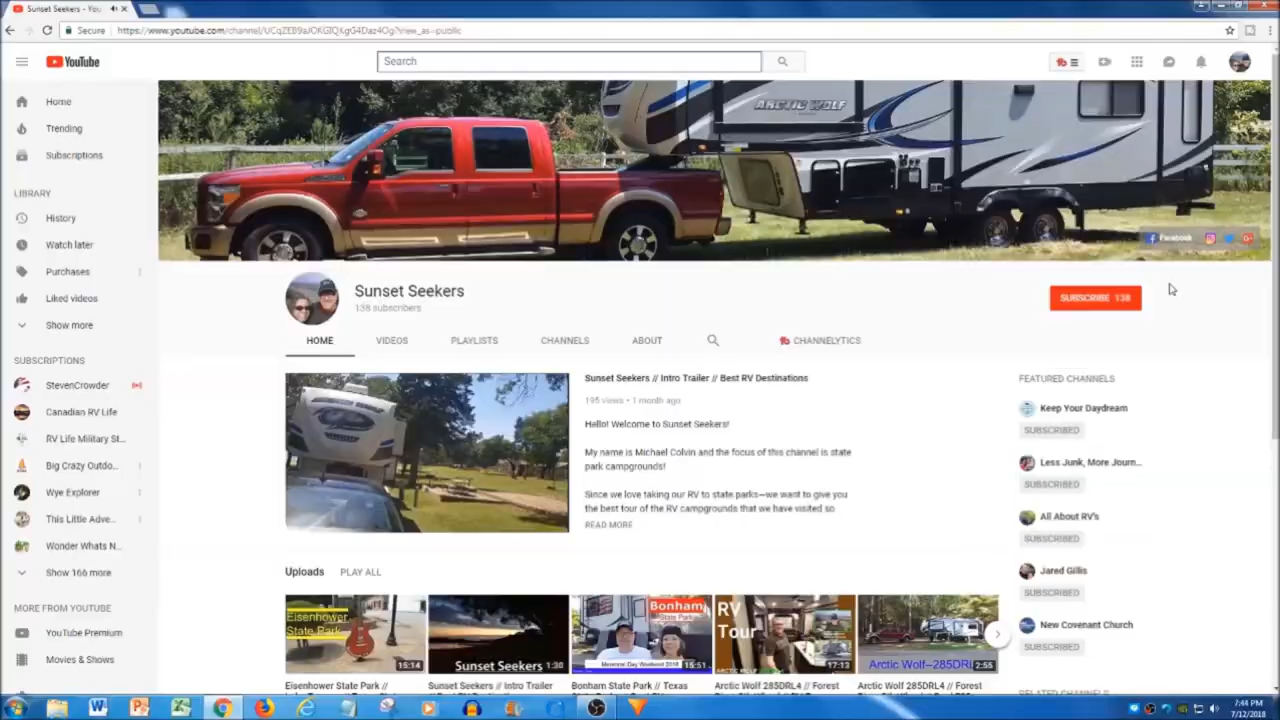 Sunset Seekers - You
Secure
YouTube
Search
Home
Trending
Subscriptions
LIBRARY
History
Watch later
Purchases
Liked videos
Show more
SUBSCRIPTIONS
StevenCrowder
Canadian RV Life
RV Life Military St...
Big Crazy Outdo...
Wye Explorer
This Little Adve...
Wonder Whats N...
Show 166 more
MORE FROM YOUTUBE
YouTube Premium
Movies & Shows
ARCTIC WOLF
Facebook
Sunset Seekers
138 subscribers
SUBSCRIBE 138
HOME
VIDEOS
PLAYLISTS
CHANNELS
ABOUT
CHANNELYTICS
Sunset Seekers // Intro Trailer // Best RV Destinations
195 views • 1 month ago
Hello! Welcome to Sunset Seekers!
My name is Michael Colvin and the focus of this channel is state
park campgrounds!
Since we love taking our RV to state parks—we want to give you
the best tour of the RV campgrounds that we have visited so
READ MORE
FEATURED CHANNELS
Keep Your Daydream
SUBSCRIBED
Less Junk, More Journ...
SUBSCRIBED
All About RV's
SUBSCRIBED
Jared Gillis
SUBSCRIBED
New Covenant Church
SUBSCRIBED
Uploads PLAY ALL
Eisenhower
State Park
15:14
Sunset Seekers 1:30
Bonham
State Park
Memorial Day Weekend 2018
15:51
RV
Tour
17:13
Arctic Wolf--285DRL
2:55
Eisenhower State Park //
Sunset Seekers // Intro Trailer
Bonham State Park // Texas
Arctic Wolf 285DRL4 // Forest
Arctic Wolf 285DRL4 // Forest
7:44 PM
7/12/2018